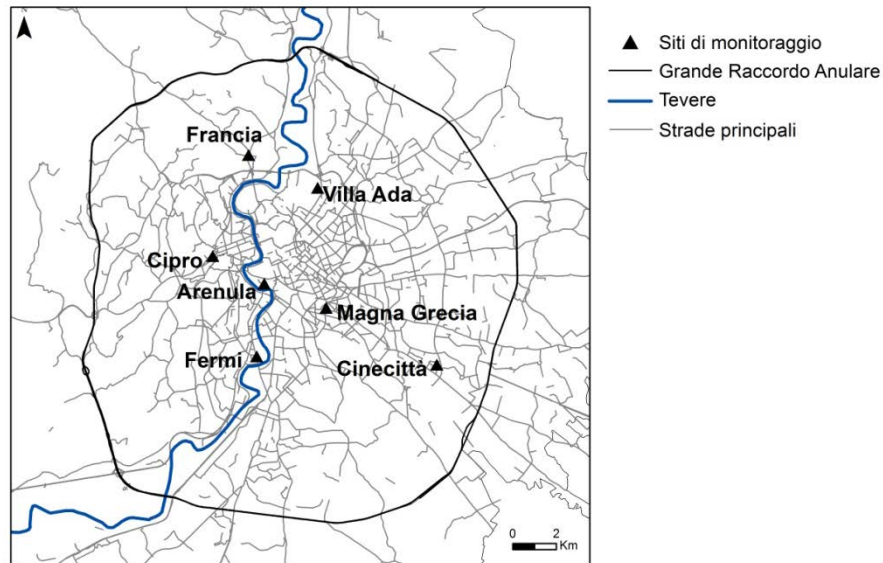 Siti di monitoraggio
Grande Raccordo Anulare
Tevere
Strade principali
Francia
Villa Ada
Cipro
Arenula
Magna Grecia
Fermi
Cinecittà
0 2
Km